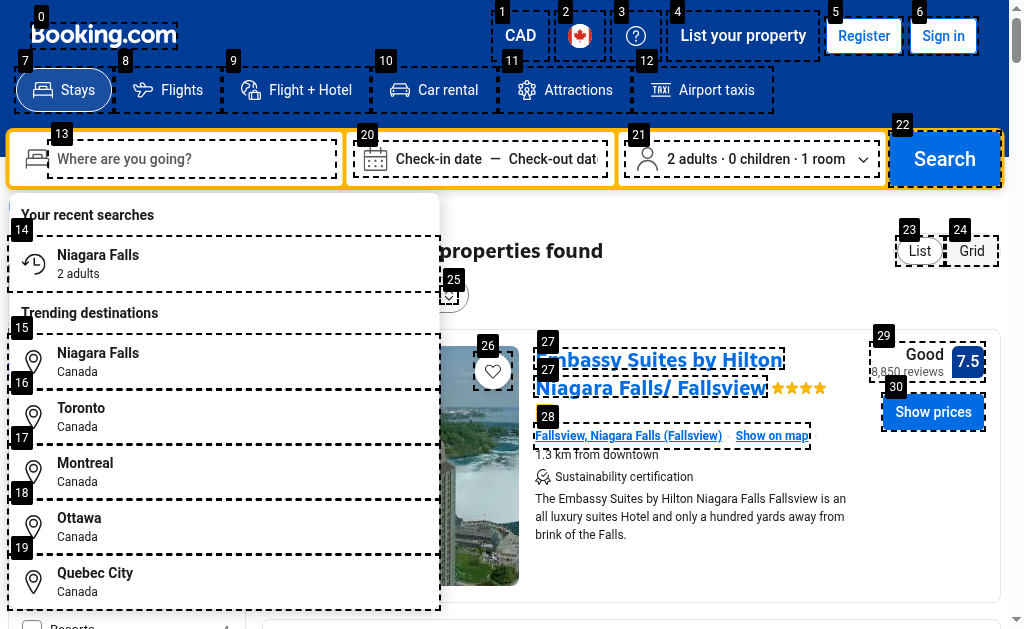 0
1
2
3
4
5
6
Booking.com
CAD
List your property
Register
Sign in
7
8
9
10
11
12
Stays
Flights
Flight + Hotel
Car rental
Attractions
Airport taxis
13
20
21
22
Where are you going?
Check-in date — Check-out dat
2 adults · 0 children · 1 room
Search
Your recent searches
14
Niagara Falls
2 adults
Trending destinations
15
Niagara Falls
Canada
16
Toronto
Canada
17
Montreal
Canada
18
Ottawa
Canada
19
Quebec City
Canada
properties found
23
24
List
Grid
25
26
27
Embassy Suites by Hilton
27
Niagara Falls/ Fallsview
28
Fallsview, Niagara Falls (Fallsview)
Show on map
1.3 km from downtown
Sustainability certification
The Embassy Suites by Hilton Niagara Falls Fallsview is an
all luxury suites Hotel and only a hundred yards away from
brink of the Falls.
29
Good
8,850 reviews
7.5
30
Show prices
Resorts
4